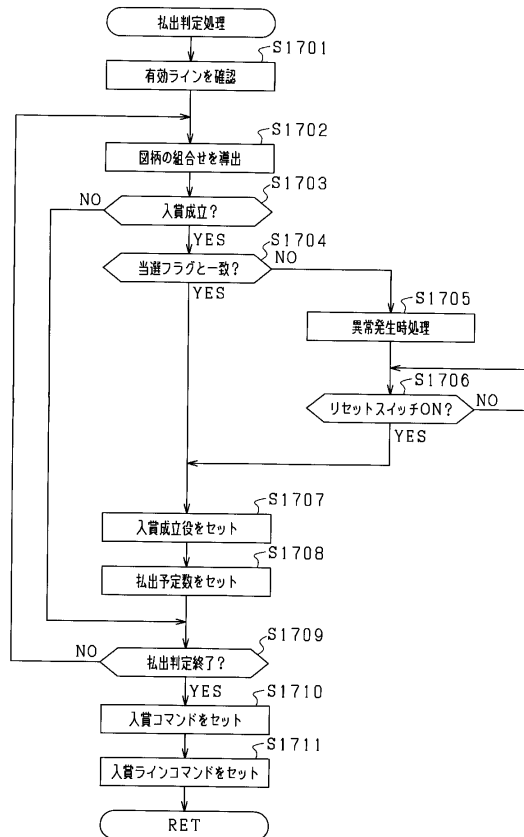 払出判定処理
S1701
有効ラインを確認
S1702
図柄の組合せを導出
S1703
NO
入賞成立?
YES
S1704
当選フラグと一致?
NO
YES
S1705
異常発生時処理
S1706
リセットスイッチON?
NO
YES
S1707
入賞成立役をセット
S1708
払出予定数をセット
S1709
NO
払出判定終了?
YES
S1710
入賞コマンドをセット
S1711
入賞ラインコマンドをセット
RET